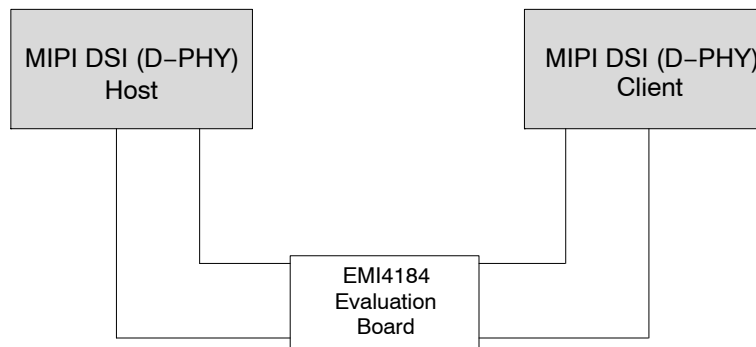 MIPI DSI (D−PHY)
Host
MIPI DSI (D−PHY)
Client
EMI4184
Evaluation
Board